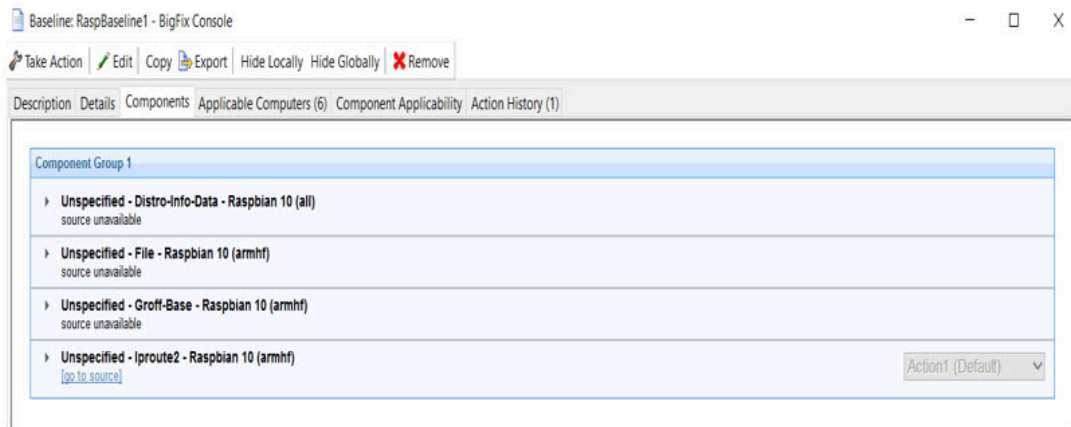 Baseline: RaspBaseline1 - BigFix Console
Take Action Edit Copy Export Hide Locally Hide Globally Remove
Description Details Components Applicable Computers (6) Component Applicability Action History (1)
Component Group 1
Unspecified - Distro-Info-Data - Raspbian 10 (all)
source unavailable
Unspecified - File - Raspbian 10 (armhf)
source unavailable
Unspecified - Groff-Base - Raspbian 10 (armhf)
source unavailable
Unspecified - Iproute2 - Raspbian 10 (armhf)
[go to source]
Action1 (Default)